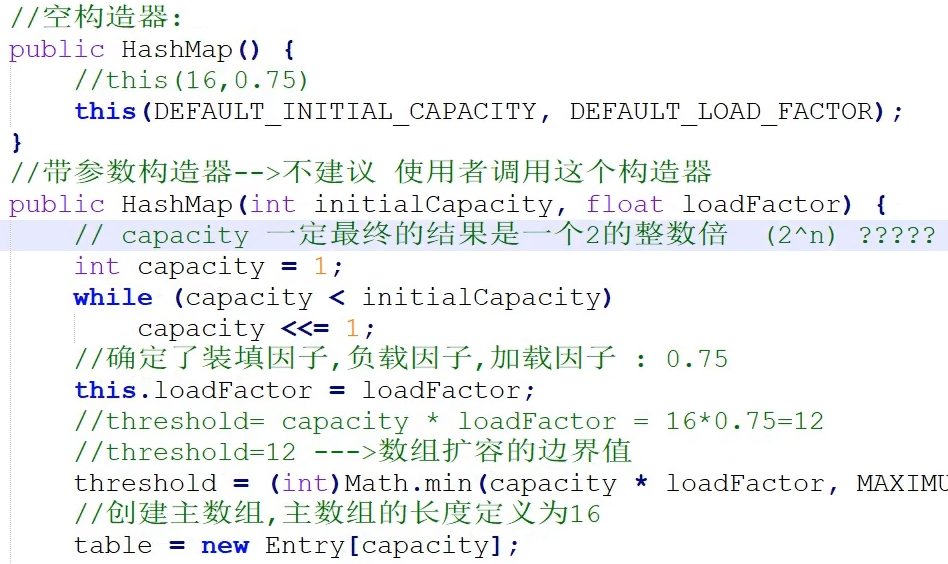 //空构造器:
public HashMap() {
//this(16,0.75)
this(DEFAULT_INITIAL_CAPACITY, DEFAULT_LOAD_FACTOR);
}
//带参数构造器-->不建议 使用者调用这个构造器
public HashMap(int initialCapacity, float loadFactor) {
// capacity 一定最终的结果是一个2的整数倍 (2^n) ?????
int capacity = 1;
while (capacity < initialCapacity)
capacity <<= 1;
//确定了装填因子,负载因子,加载因子 : 0.75
this.loadFactor = loadFactor;
//threshold= capacity * loadFactor = 16*0.75=12
//threshold=12 --->数组扩容的边界值
threshold = (int)Math.min(capacity * loadFactor, MAXIMU
//创建主数组,主数组的长度定义为16
table = new Entry[capacity];